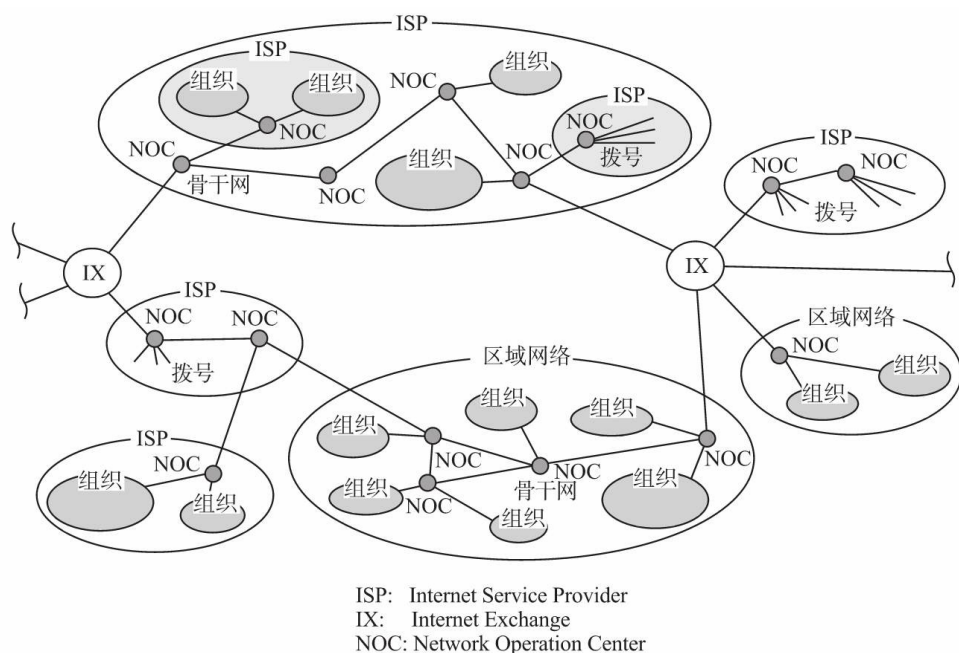 ISP
ISP
组织
组织
NOC
组织
NOC
ISP
NOC
拨号
NOC
骨干网
NOC
组织
NOC
ISP
NOC
NOC
拨号
IX
IX
ISP
NOC
NOC
拨号
区域网络
NOC
组织
组织
区域网络
组织
组织
组织
NOC
NOC
骨干网
NOC
组织
NOC
组织
组织
ISP
NOC
组织
组织
ISP: Internet Service Provider
IX: Internet Exchange
NOC: Network Operation Center